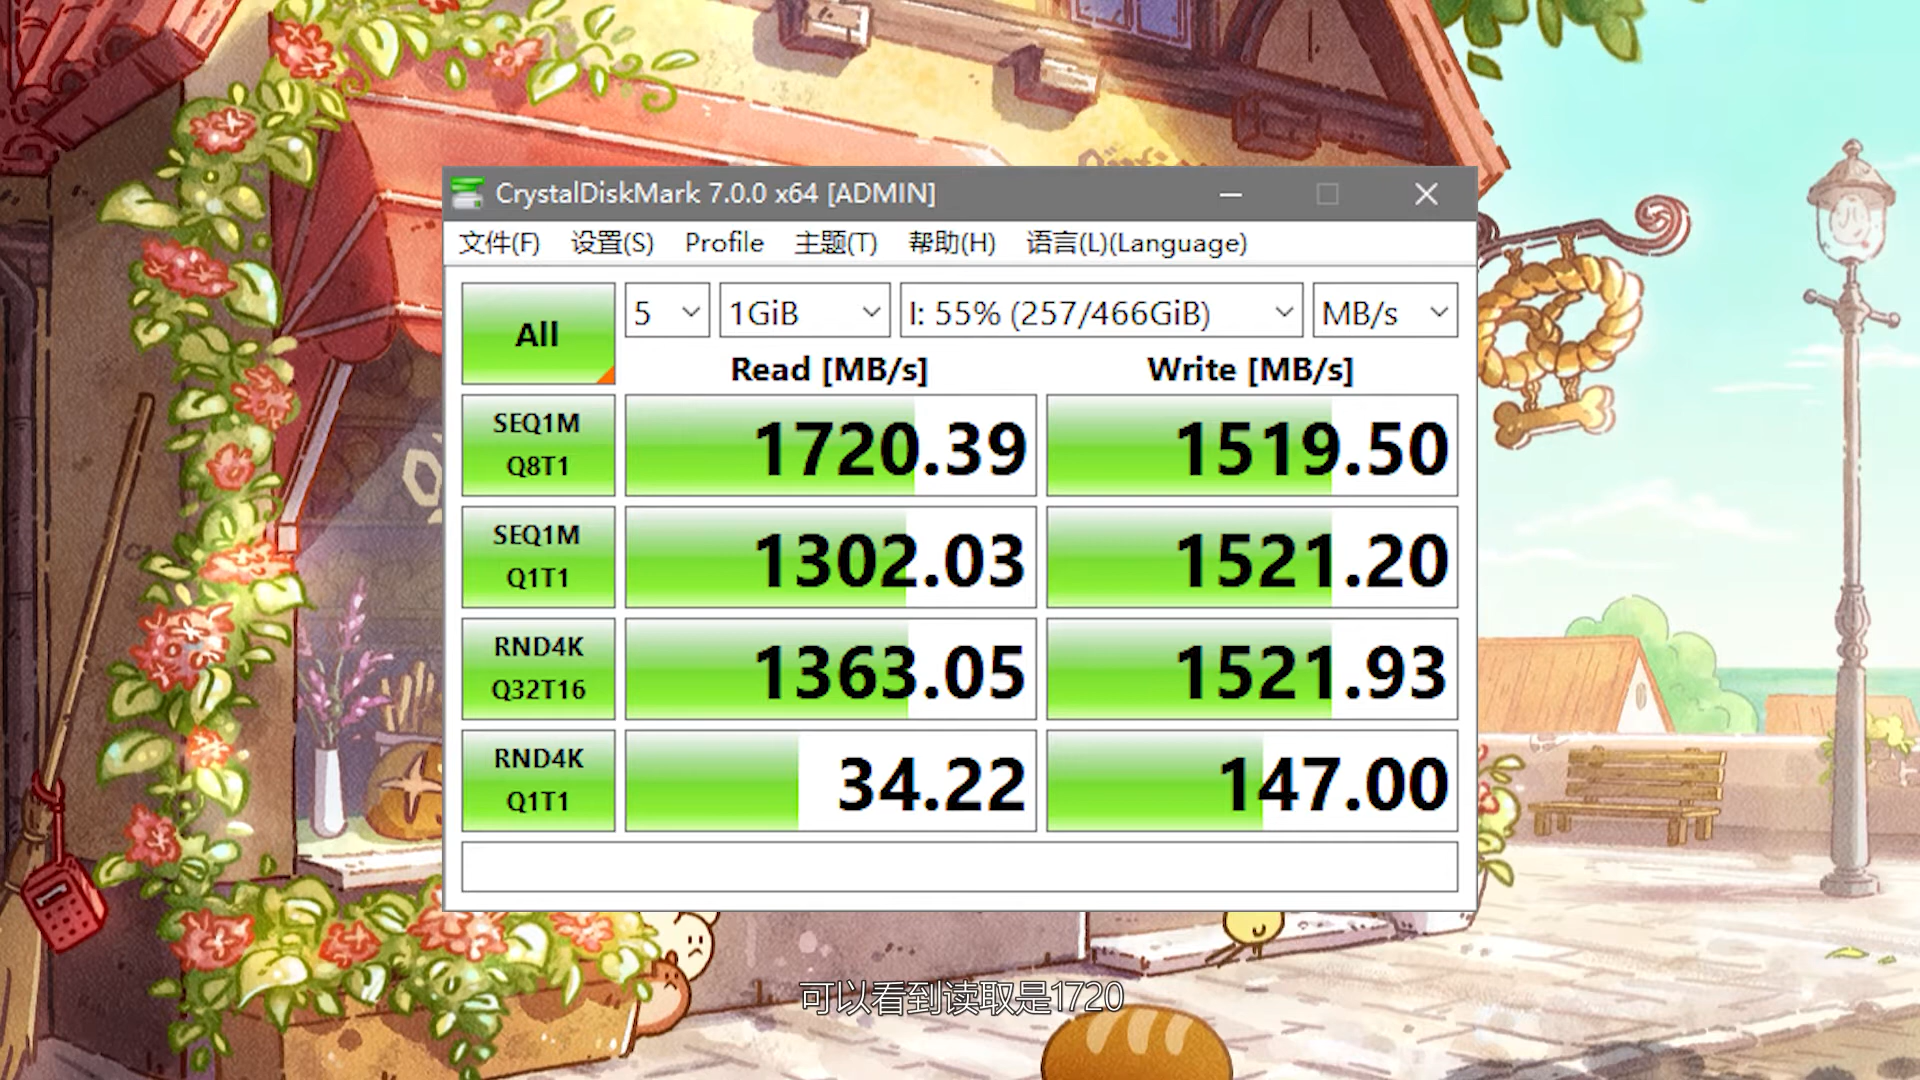 CrystalDiskMark 7.0.0 x64 [ADMIN]
文件(F) 设置(S) Profile 主题(T) 帮助(H) 语言(L)(Language)
All 5 1GiB I: 55% (257/466GiB) MB/s
Read [MB/s] Write [MB/s]
SEQ1M
Q8T1
1720.39 1519.50
SEQ1M
Q1T1
1302.03 1521.20
RND4K
Q32T16
1363.05 1521.93
RND4K
Q1T1
34.22 147.00
可以看到读取是1720